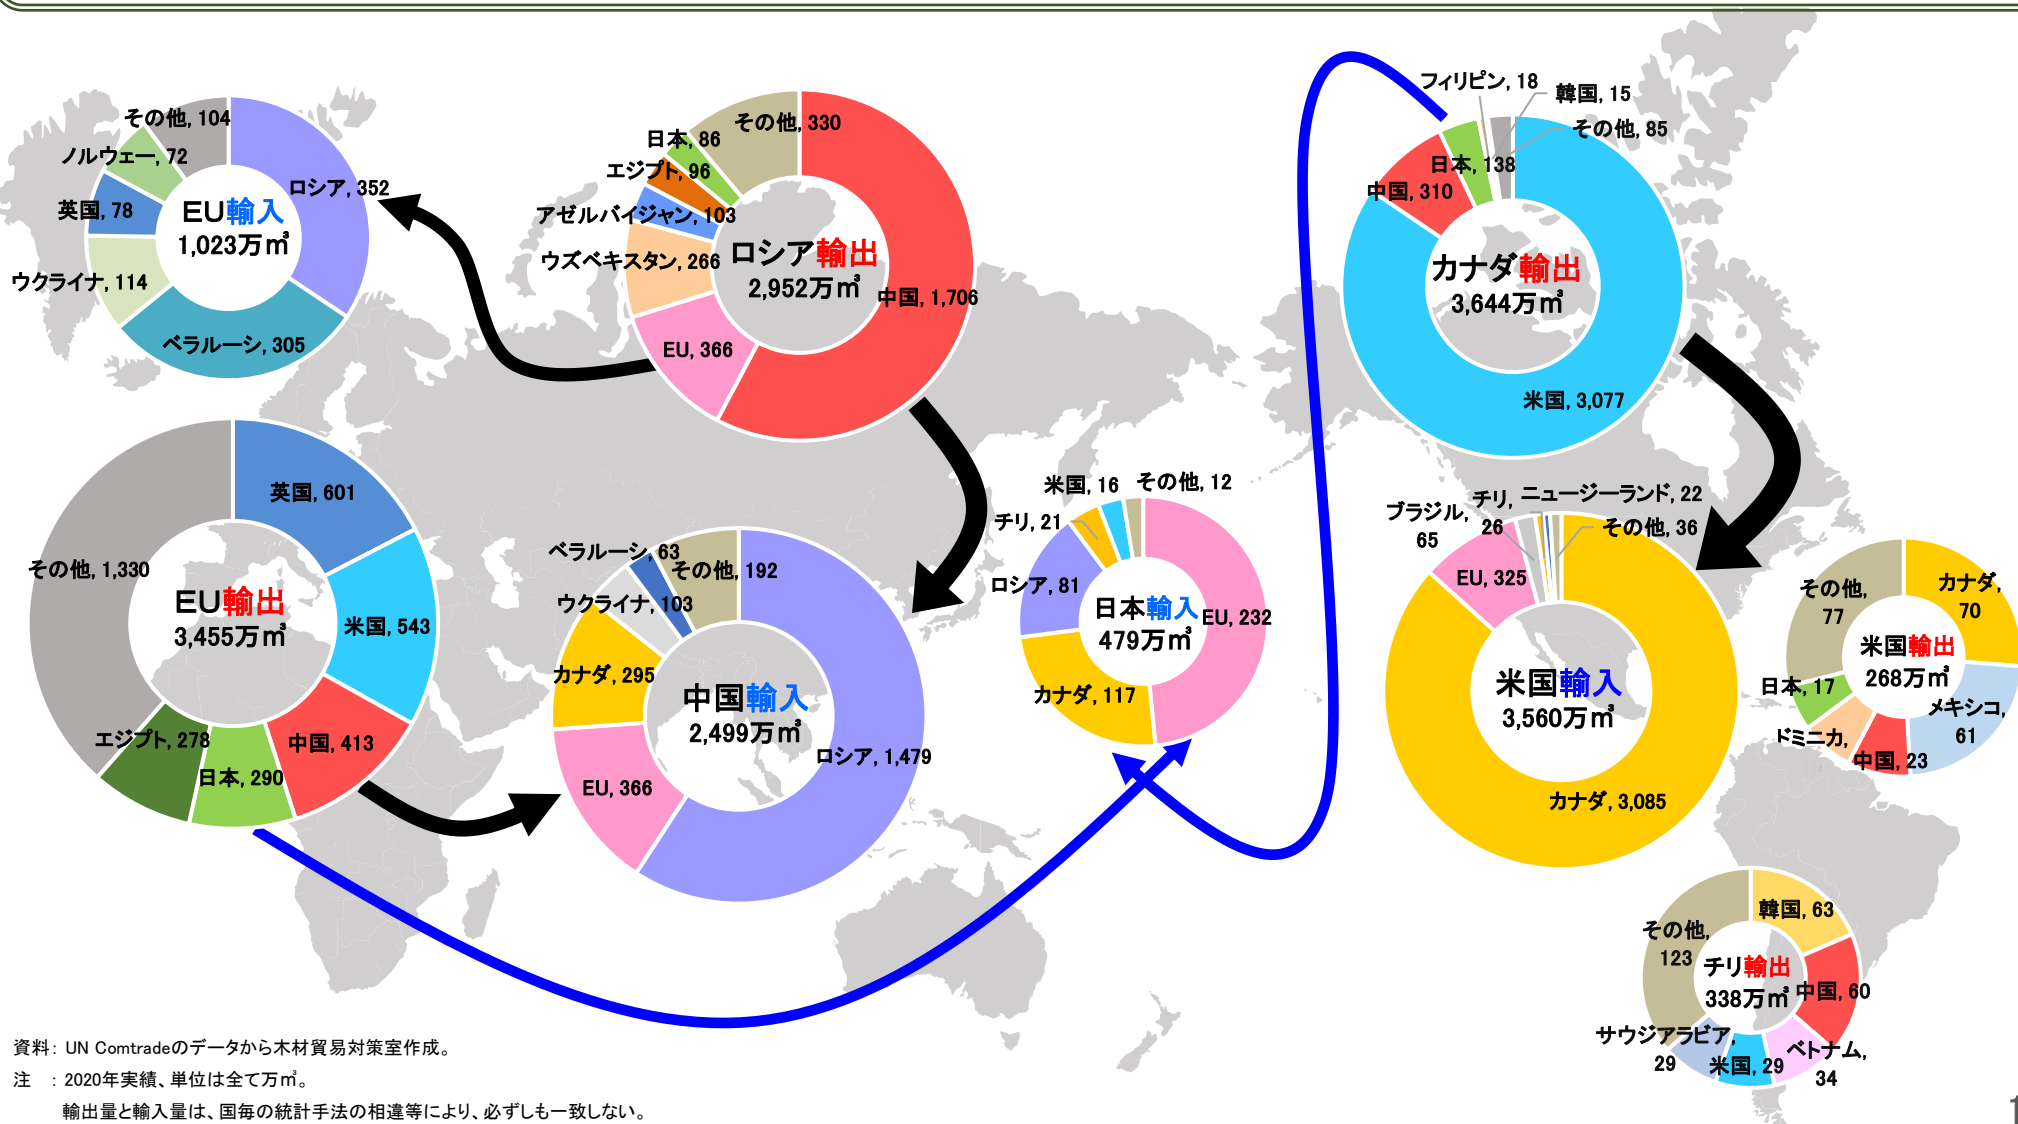 その他, 104
ノルウェー, 72
英国, 78
ウクライナ, 114
ベラルーシ, 305
ロシア, 352
EU輸入
1,023万㎥
その他, 330
日本, 86
エジプト, 96
アゼルバイジャン, 103
ウズベキスタン, 266
EU, 366
中国, 1,706
ロシア輸出
2,952万㎥
フィリピン, 18
韓国, 15
その他, 85
日本, 138
中国, 310
米国, 3,077
カナダ輸出
3,644万㎥
英国, 601
米国, 543
中国, 413
日本, 290
エジプト, 278
その他, 1,330
EU輸出
3,455万㎥
ベラルーシ, 63
その他, 192
ウクライナ, 103
カナダ, 295
EU, 366
ロシア, 1,479
中国輸入
2,499万㎥
米国, 16
その他, 12
チリ, 21
ロシア, 81
カナダ, 117
EU, 232
日本輸入
479万㎥
ブラジル,
65
チリ,
26
ニュージーランド, 22
その他, 36
EU, 325
カナダ, 3,085
米国輸入
3,560万㎥
その他,
77
カナダ,
70
日本, 17
メキシコ,
61
ドミニカ,
中国, 23
米国輸出
268万㎥
韓国, 63
その他,
123
中国, 60
サウジアラビア,
29
米国, 29
ベトナム,
34
チリ輸出
338万㎥
資料: UN Comtradeのデータから木材貿易対策室作成。
注 : 2020年実績、単位は全て万㎥。
輸出量と輸入量は、国毎の統計手法の相違等により、必ずしも一致しない。